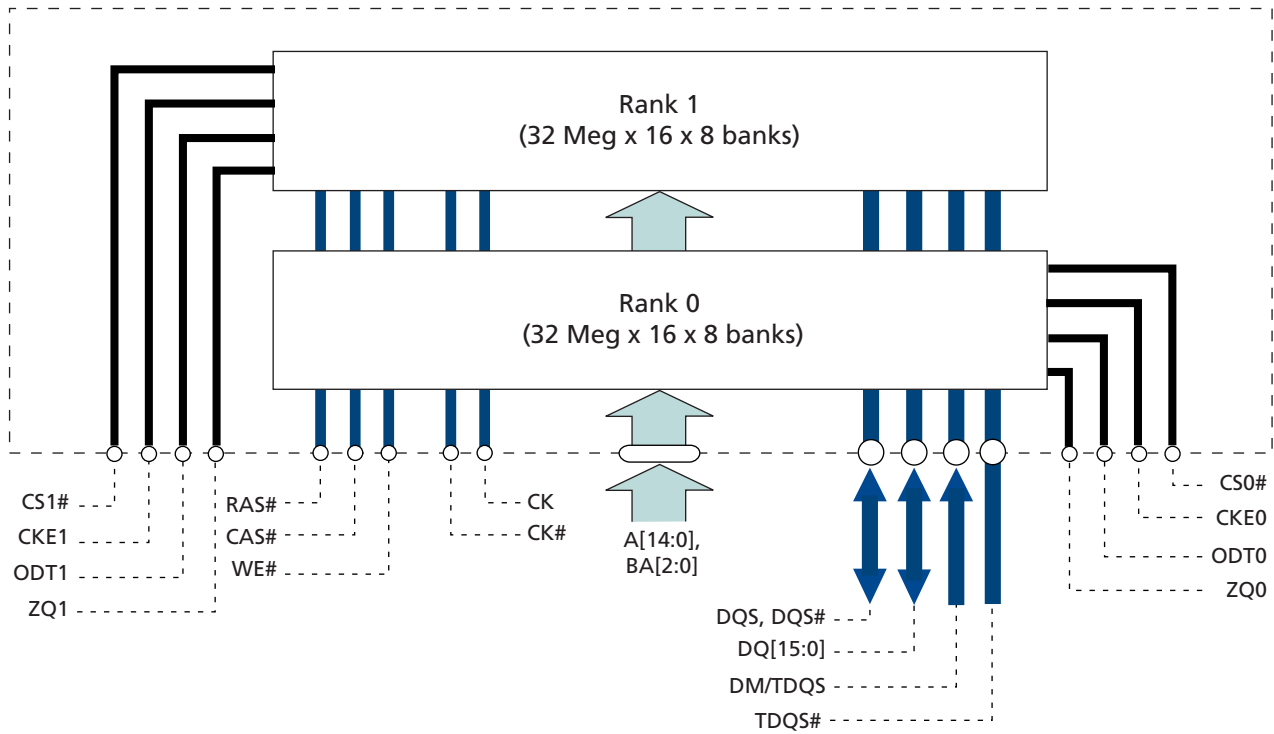 Rank 1
(32 Meg x 16 x 8 banks)
Rank 0
(32 Meg x 16 x 8 banks)
CS1#
CKE1
ODT1
ZQ1
RAS#
CAS#
WE#
CK
CK#
A[14:0],
BA[2:0]
DQS, DQS#
DQ[15:0]
DM/TDQS
TDQS#
CS0#
CKE0
ODT0
ZQ0